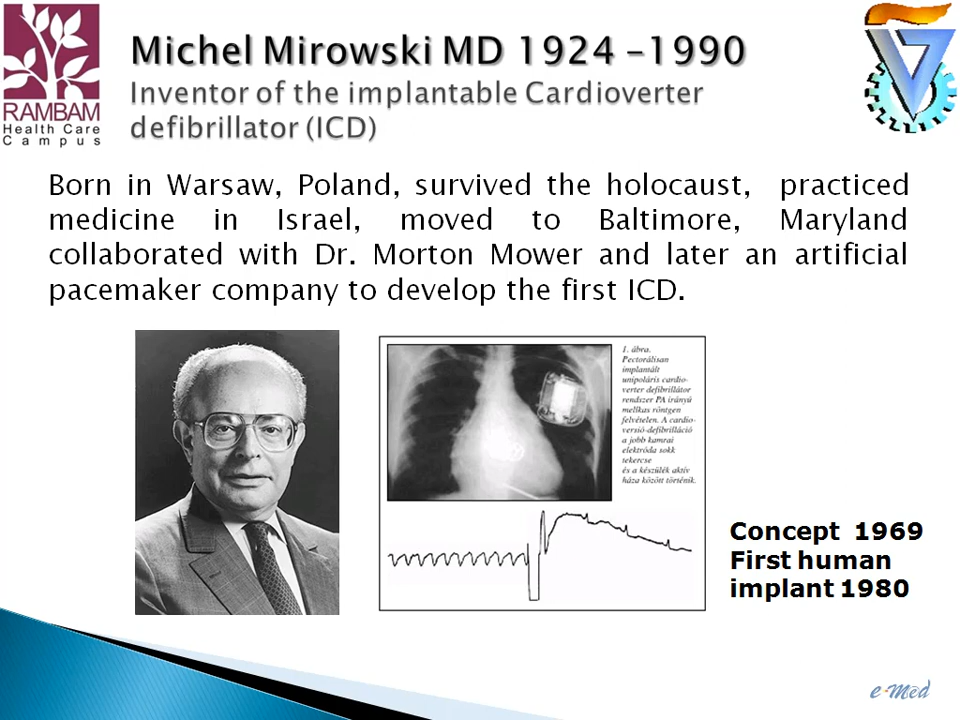 RAMBAM
Health Care
Campus
Michel Mirowski MD 1924 –1990
Inventor of the implantable Cardioverter
defibrillator (ICD)
Born in Warsaw, Poland, survived the holocaust, practiced
medicine in Israel, moved to Baltimore, Maryland
collaborated with Dr. Morton Mower and later an artificial
pacemaker company to develop the first ICD.
1. ábra.
Pectorálisan
implantált
unipoláris cardio-
verter defibrillátor
rendszer PA irányú
mellkas röntgen
felvételen. A cardio-
versió-defibrilláció
a jobb kamrai
elektróda sokk
tekercse
és a készülék aktív
háza között történik.
Concept 1969
First human
implant 1980
e-Med